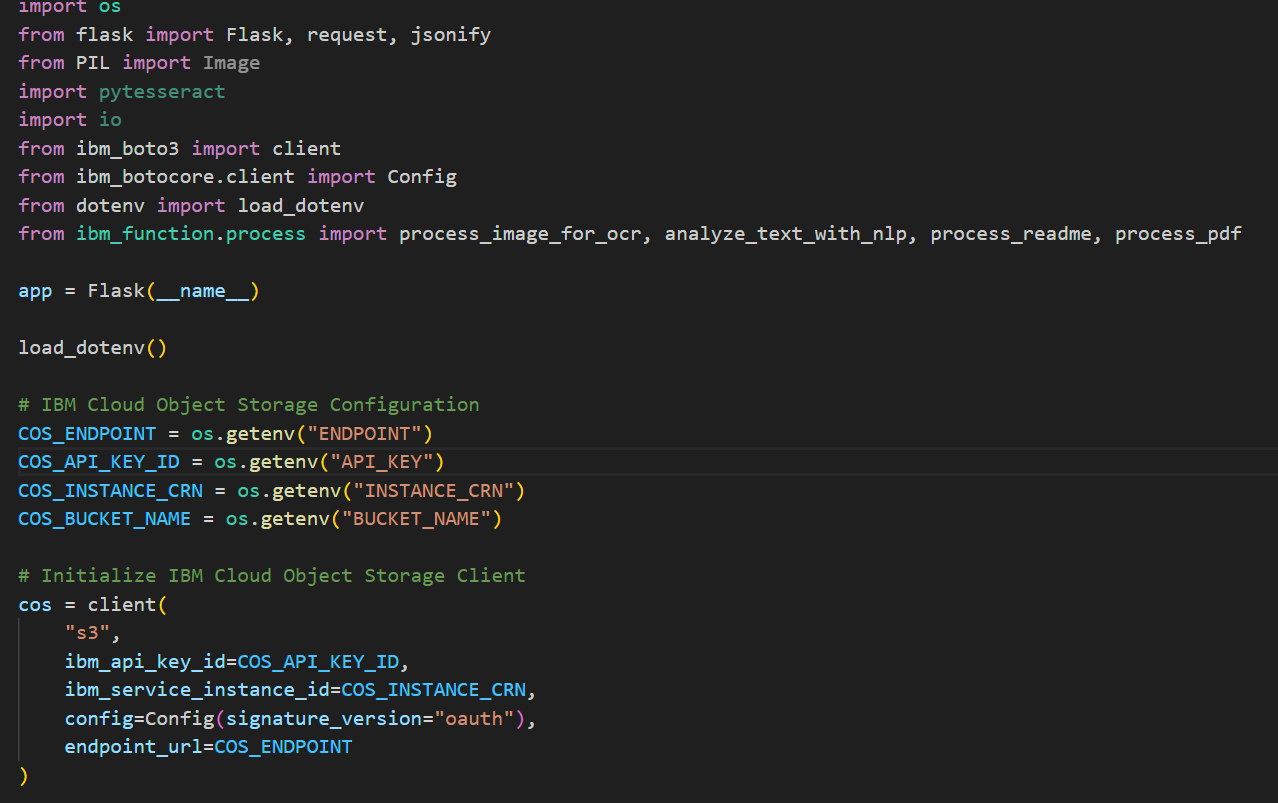 import os
from flask import Flask, request, jsonify
from PIL import Image
import pytesseract
import io
from ibm_boto3 import client
from ibm_botocore.client import Config
from dotenv import load_dotenv
from ibm_function.process import process_image_for_ocr, analyze_text_with_nlp, process_readme, process_pdf
app = Flask(__name__)
load_dotenv()
# IBM Cloud Object Storage Configuration
COS_ENDPOINT = os.getenv("ENDPOINT")
COS_API_KEY_ID = os.getenv("API_KEY")
COS_INSTANCE_CRN = os.getenv("INSTANCE_CRN")
COS_BUCKET_NAME = os.getenv("BUCKET_NAME")
# Initialize IBM Cloud Object Storage Client
cos = client(
    "s3",
    ibm_api_key_id=COS_API_KEY_ID,
    ibm_service_instance_id=COS_INSTANCE_CRN,
    config=Config(signature_version="oauth"),
    endpoint_url=COS_ENDPOINT
)